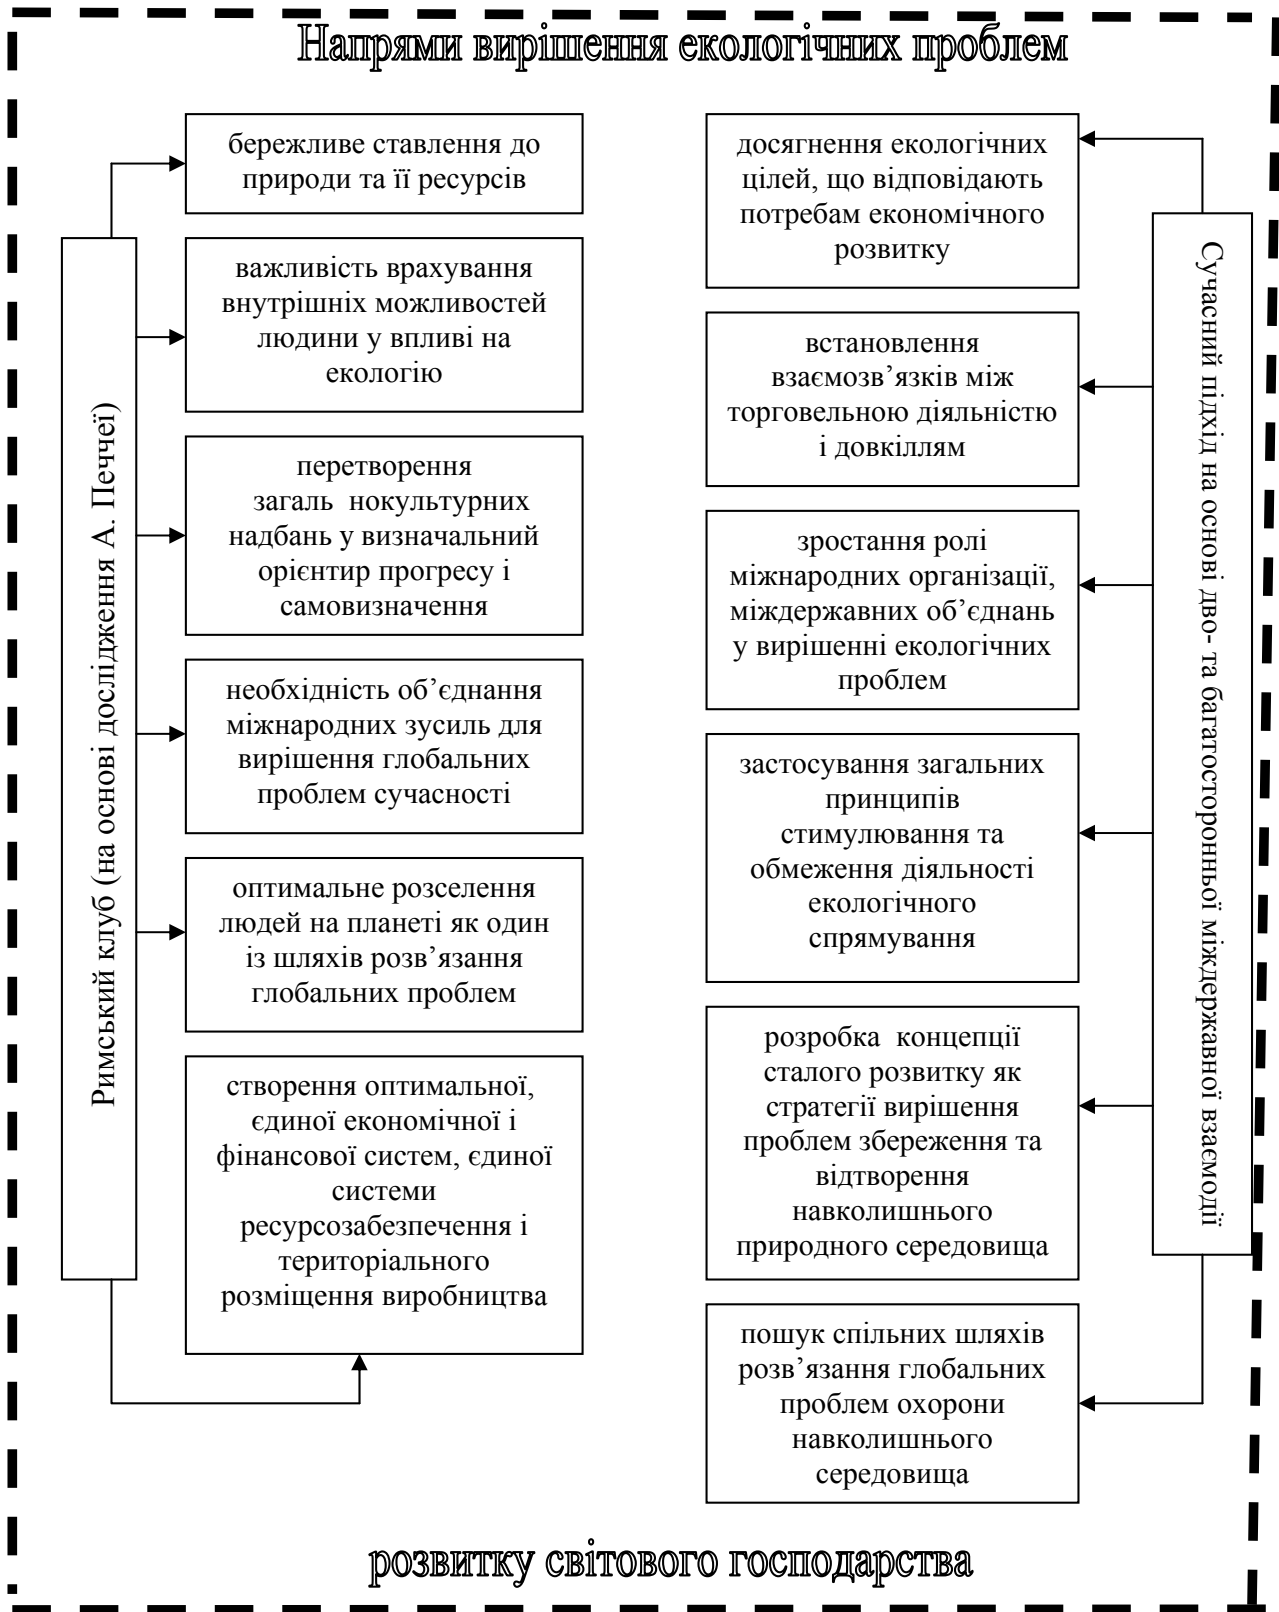 Напрями вирішення екологічних проблем
Римський клуб (на основі дослідження А. Печчеї)
бережливе ставлення до
природи та її ресурсів
важливість врахування
внутрішніх можливостей
людини у впливі на
екологію
перетворення
загаль нокультурних
надбань у визначальний
орієнтир прогресу і
самовизначення
необхідність об’єднання
міжнародних зусиль для
вирішення глобальних
проблем сучасності
оптимальне розселення
людей на планеті як один
із шляхів розв’язання
глобальних проблем
створення оптимальної,
єдиної економічної і
фінансової систем, єдиної
системи
ресурсозабезпечення і
територіального
розміщення виробництва
досягнення екологічних
цілей, що відповідають
потребам економічного
розвитку
встановлення
взаємозв’язків між
торговельною діяльністю
і довкіллям
зростання ролі
міжнародних організації,
міждержавних об’єднань
у вирішенні екологічних
проблем
застосування загальних
принципів
стимулювання та
обмеження діяльності
екологічного
спрямування
розробка концепції
сталого розвитку як
стратегії вирішення
проблем збереження та
відтворення
навколишнього
природного середовища
пошук спільних шляхів
розв’язання глобальних
проблем охорони
навколишнього
середовища
Сучасний підхід на основі дво- та багатосторонньої міждержавної взаємодії
розвитку світового господарства